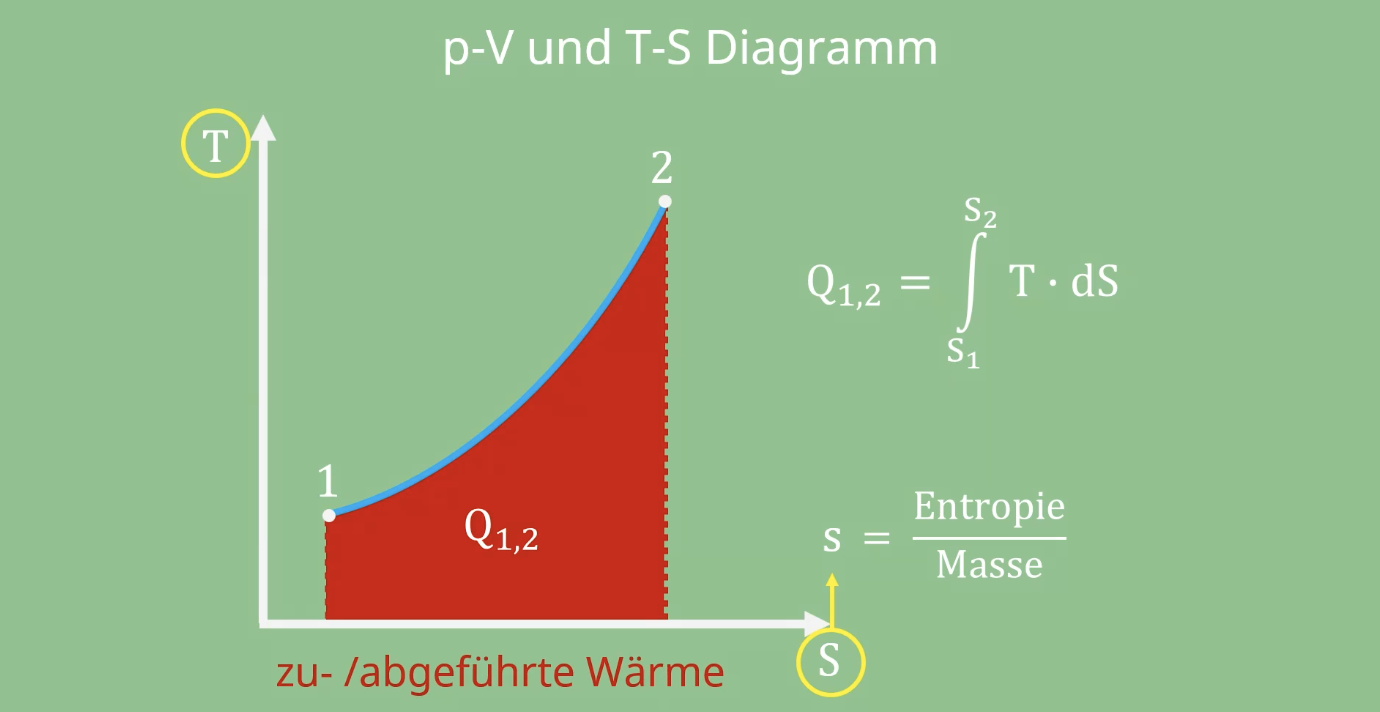 p-V und T-S Diagramm
T
2
1
Q₁,₂
Q₁,₂ = ∫ S₁ S₂ T · dS
s = Entropie / Masse
S
zu- /abgeführte Wärme